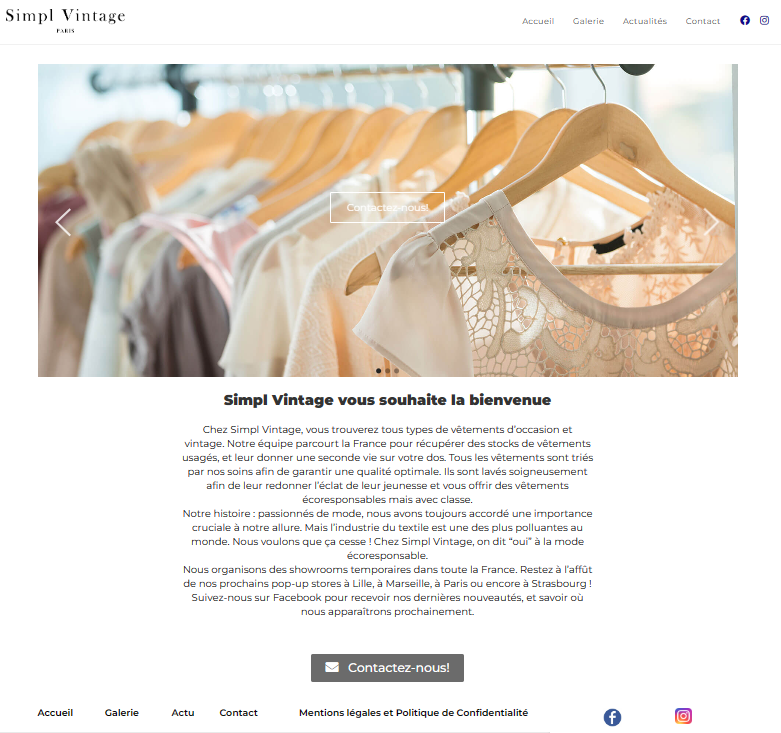 Simpl Vintage
PARIS
Accueil Galerie Actualités Contact
Contactez-nous!
Simpl Vintage vous souhaite la bienvenue
Chez Simpl Vintage, vous trouverez tous types de vêtements d’occasion et
vintage. Notre équipe parcourt la France pour récupérer des stocks de vêtements
usagés, et leur donner une seconde vie sur votre dos. Tous les vêtements sont triés
par nos soins afin de garantir une qualité optimale. Ils sont lavés soigneusement
afin de leur redonner l’éclat de leur jeunesse et vous offrir des vêtements
écoresponsables mais avec classe.
Notre histoire : passionnés de mode, nous avons toujours accordé une importance
cruciale à notre allure. Mais l’industrie du textile est une des plus polluantes au
monde. Nous voulons que ça cesse ! Chez Simpl Vintage, on dit “oui” à la mode
écoresponsable.
Nous organisons des showrooms temporaires dans toute la France. Restez à l’affût
de nos prochains pop-up stores à Lille, à Marseille, à Paris ou encore à Strasbourg !
Suivez-nous sur Facebook pour recevoir nos dernières nouveautés, et savoir où
nous apparaîtrons prochainement.
Contactez-nous!
Accueil Galerie Actu Contact Mentions légales et Politique de Confidentialité